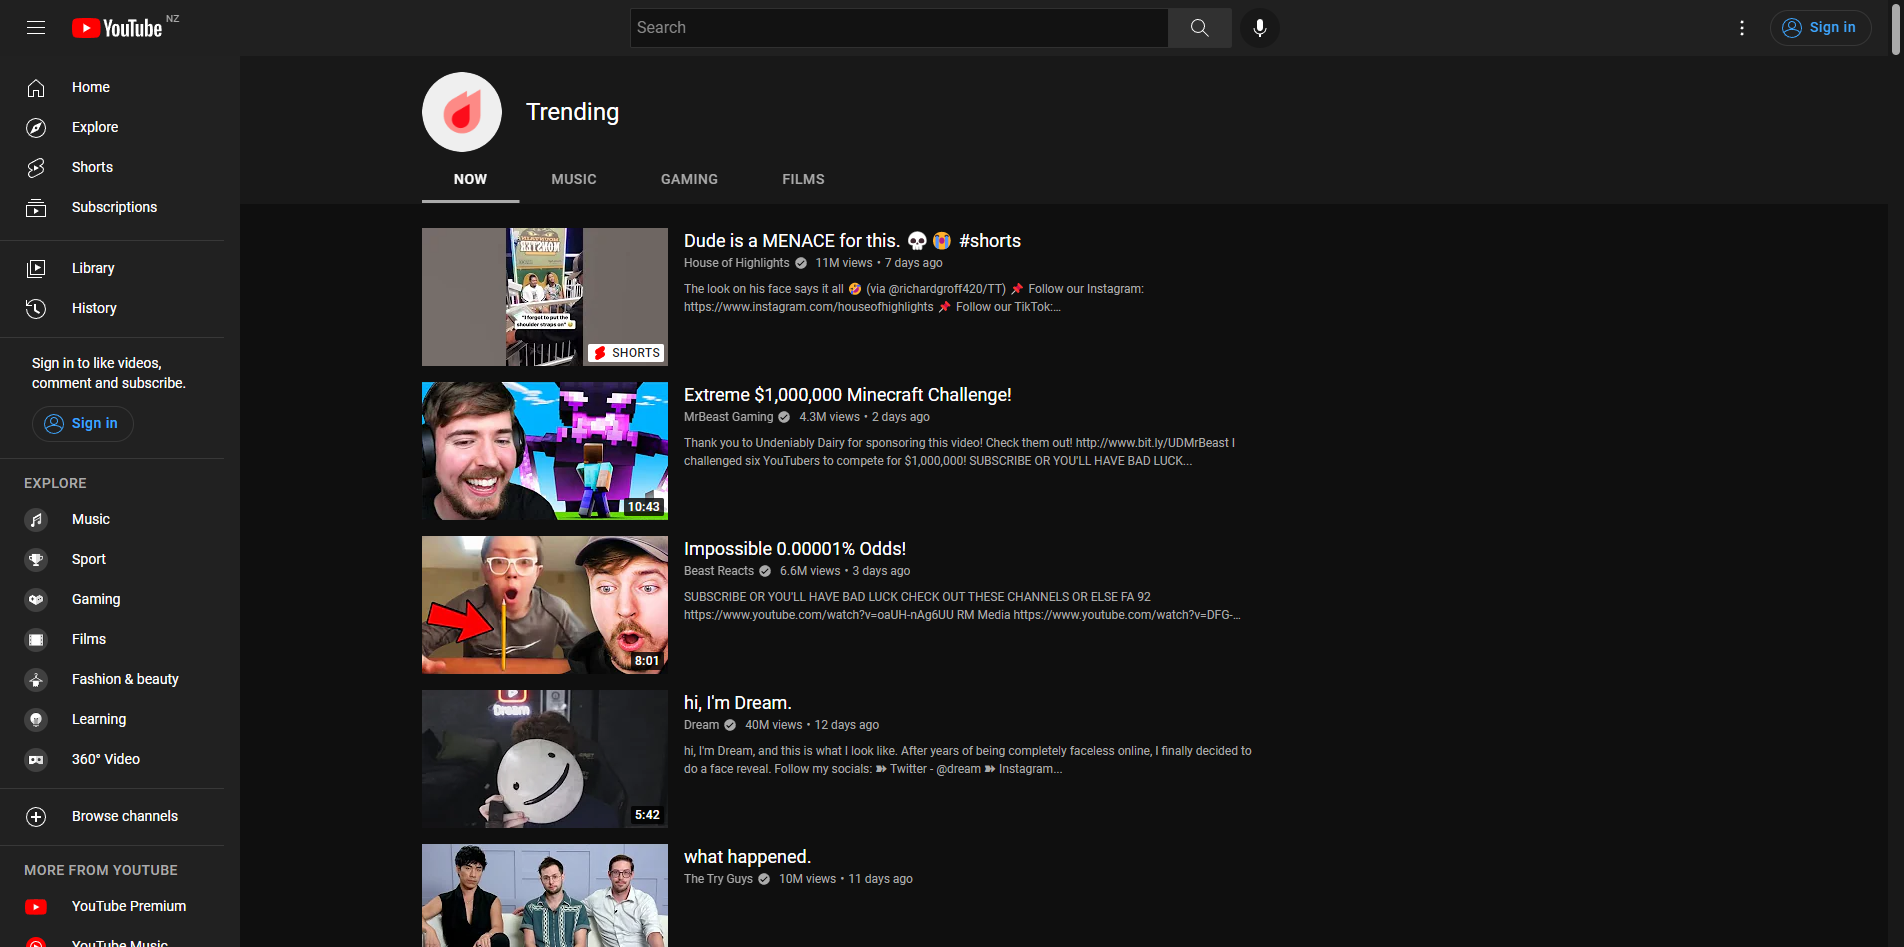 YouTube NZ
Search
Sign in
Home
Explore
Shorts
Subscriptions
Library
History
Sign in to like videos,
comment and subscribe.
Sign in
EXPLORE
Music
Sport
Gaming
Films
Fashion & beauty
Learning
360° Video
Browse channels
MORE FROM YOUTUBE
YouTube Premium
YouTube Music
Trending
NOW
MUSIC
GAMING
FILMS
MONSTER
"I forgot to put the
shoulder straps on" 😂
SHORTS
Dude is a MENACE for this. 💀😭 #shorts
House of Highlights 11M views • 7 days ago
The look on his face says it all 🤣 (via @richardgroff420/TT) 📌 Follow our Instagram:
https://www.instagram.com/houseofhighlights 📌 Follow our TikTok:...
10:43
Extreme $1,000,000 Minecraft Challenge!
MrBeast Gaming 4.3M views • 2 days ago
Thank you to Undeniably Dairy for sponsoring this video! Check them out! http://www.bit.ly/UDMrBeast I
challenged six YouTubers to compete for $1,000,000! SUBSCRIBE OR YOU'LL HAVE BAD LUCK...
8:01
Impossible 0.00001% Odds!
Beast Reacts 6.6M views • 3 days ago
SUBSCRIBE OR YOU'LL HAVE BAD LUCK CHECK OUT THESE CHANNELS OR ELSE FA 92
https://www.youtube.com/watch?v=oaUH-nAg6UU RM Media https://www.youtube.com/watch?v=DFG-...
Dream
5:42
hi, I'm Dream.
Dream 40M views • 12 days ago
hi, I'm Dream, and this is what I look like. After years of being completely faceless online, I finally decided to
do a face reveal. Follow my socials: ➽ Twitter - @dream ➽ Instagram...
what happened.
The Try Guys 10M views • 11 days ago